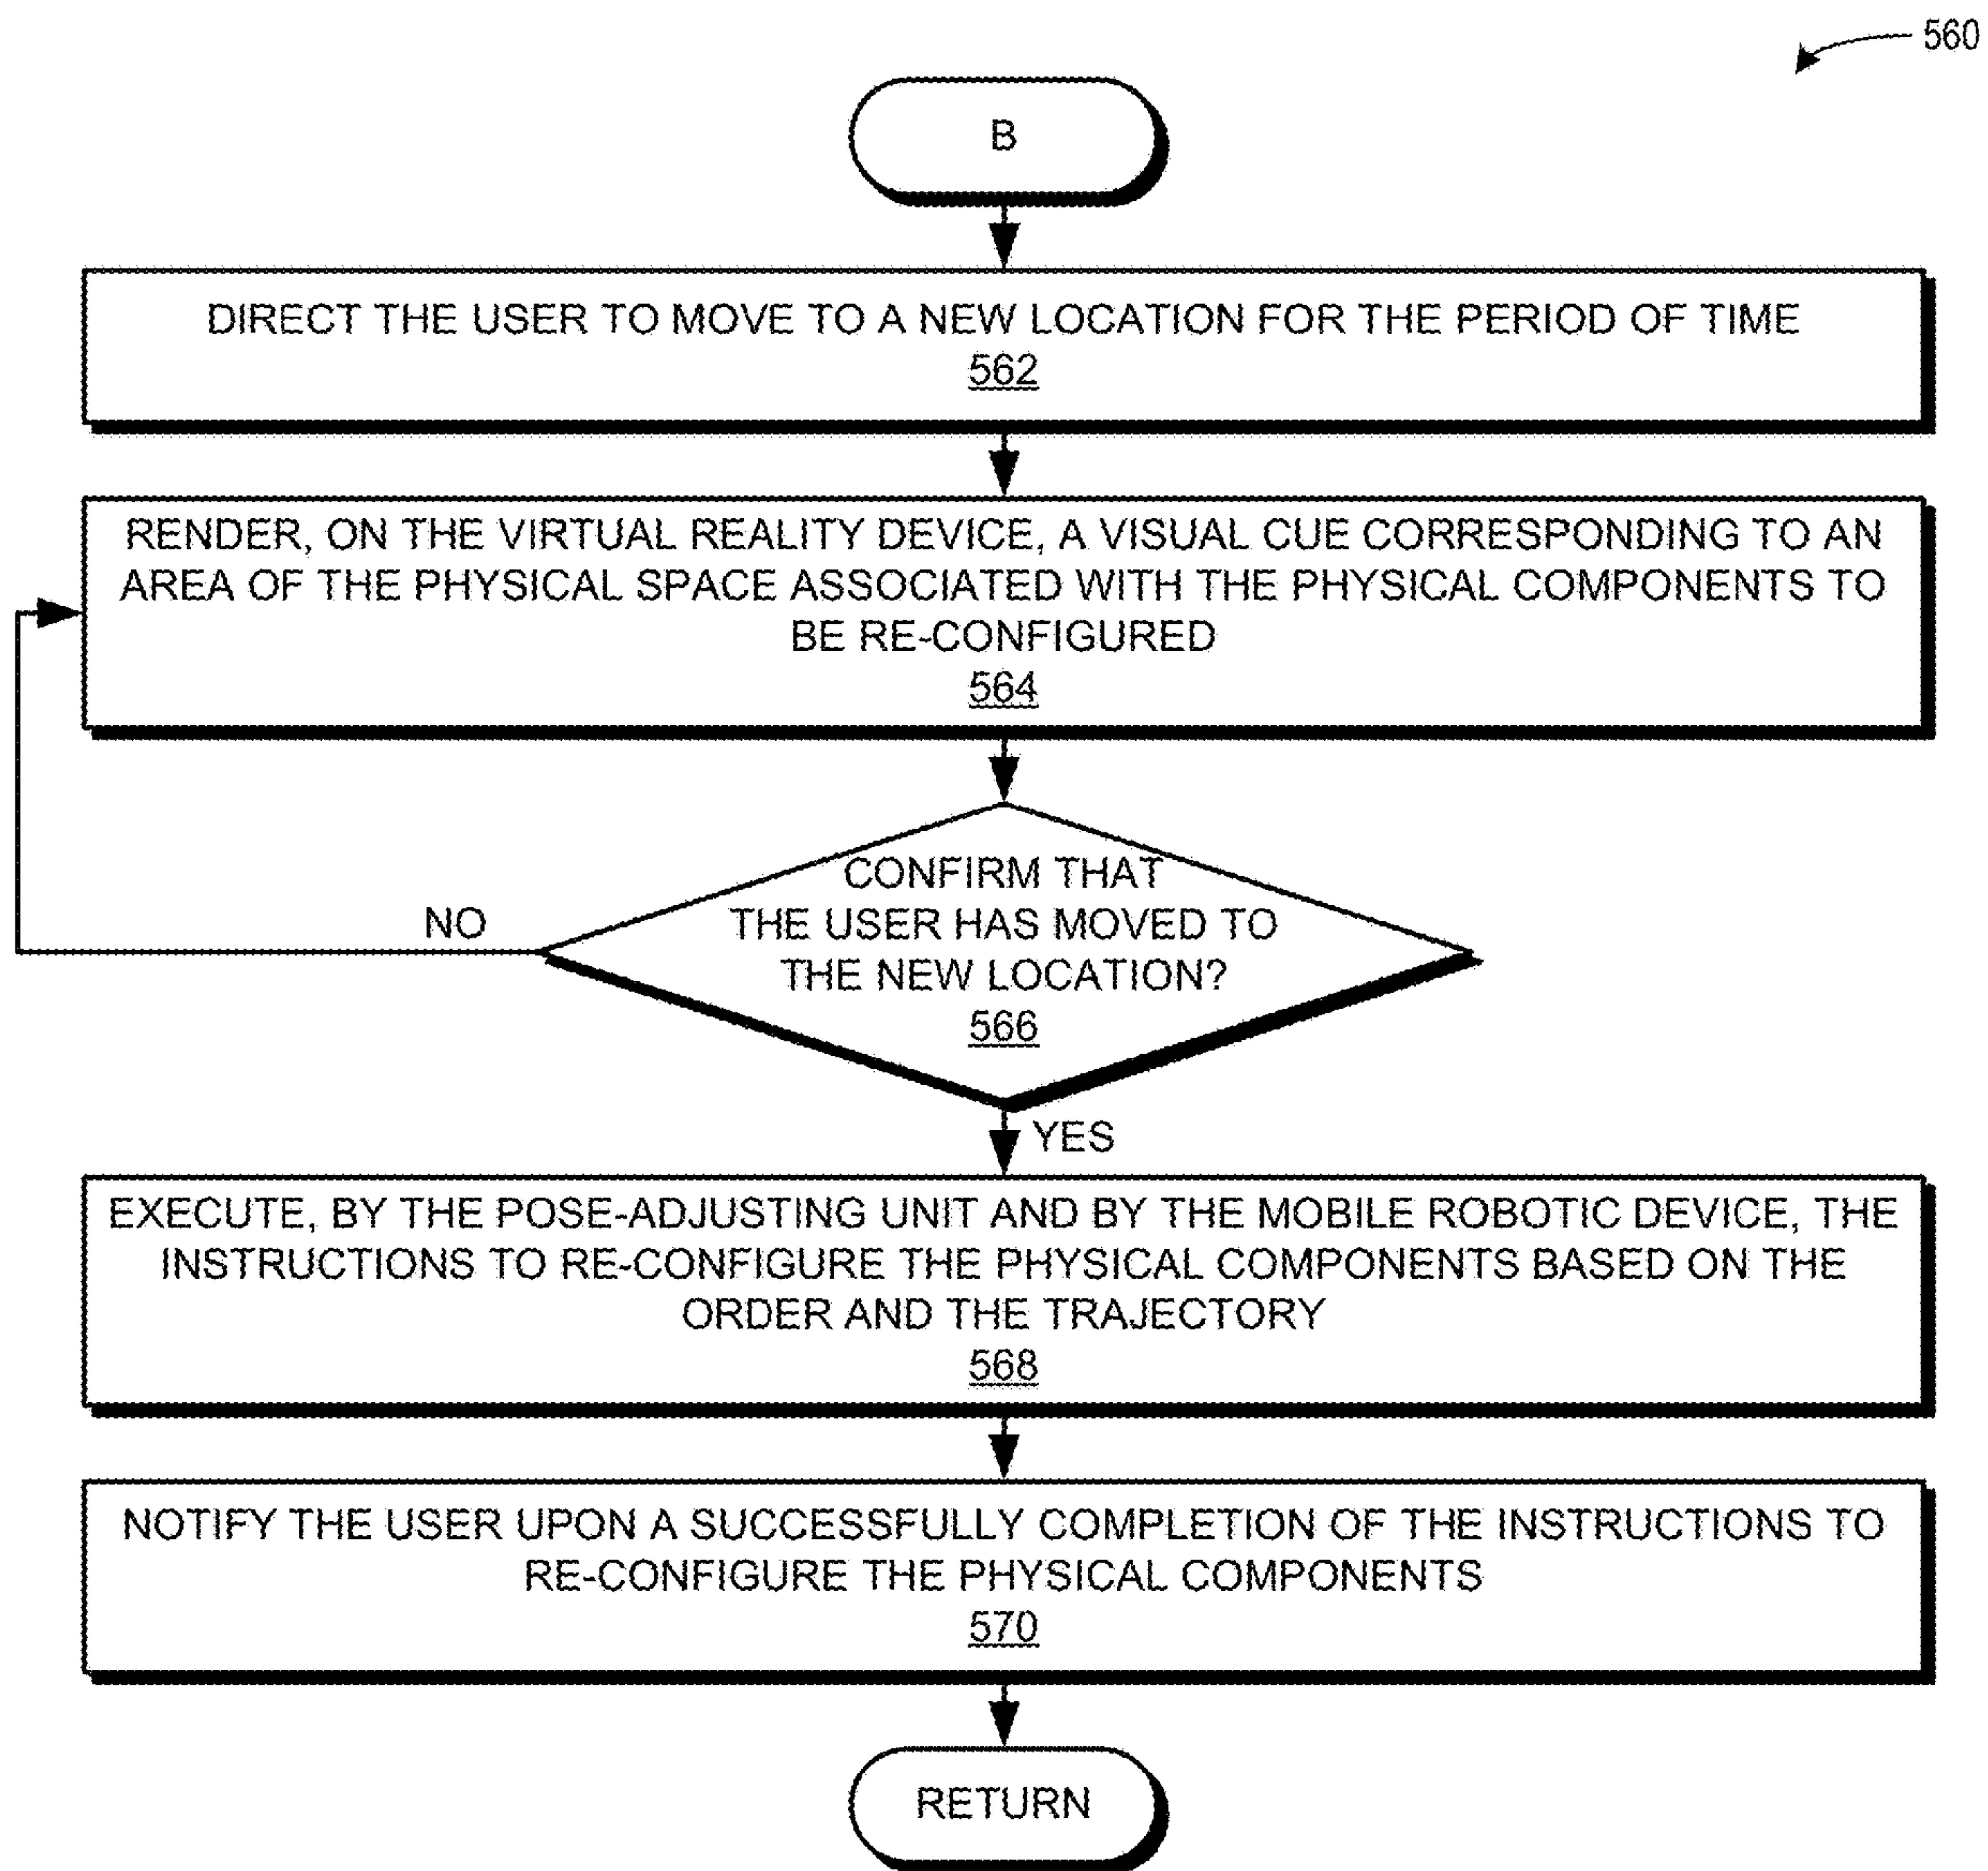 560
B
DIRECT THE USER TO MOVE TO A NEW LOCATION FOR THE PERIOD OF TIME
562
RENDER, ON THE VIRTUAL REALITY DEVICE, A VISUAL CUE CORRESPONDING TO AN
AREA OF THE PHYSICAL SPACE ASSOCIATED WITH THE PHYSICAL COMPONENTS TO
BE RE-CONFIGURED
564
CONFIRM THAT
THE USER HAS MOVED TO
THE NEW LOCATION?
566
NO
YES
EXECUTE, BY THE POSE-ADJUSTING UNIT AND BY THE MOBILE ROBOTIC DEVICE, THE
INSTRUCTIONS TO RE-CONFIGURE THE PHYSICAL COMPONENTS BASED ON THE
ORDER AND THE TRAJECTORY
568
NOTIFY THE USER UPON A SUCCESSFULLY COMPLETION OF THE INSTRUCTIONS TO
RE-CONFIGURE THE PHYSICAL COMPONENTS
570
RETURN